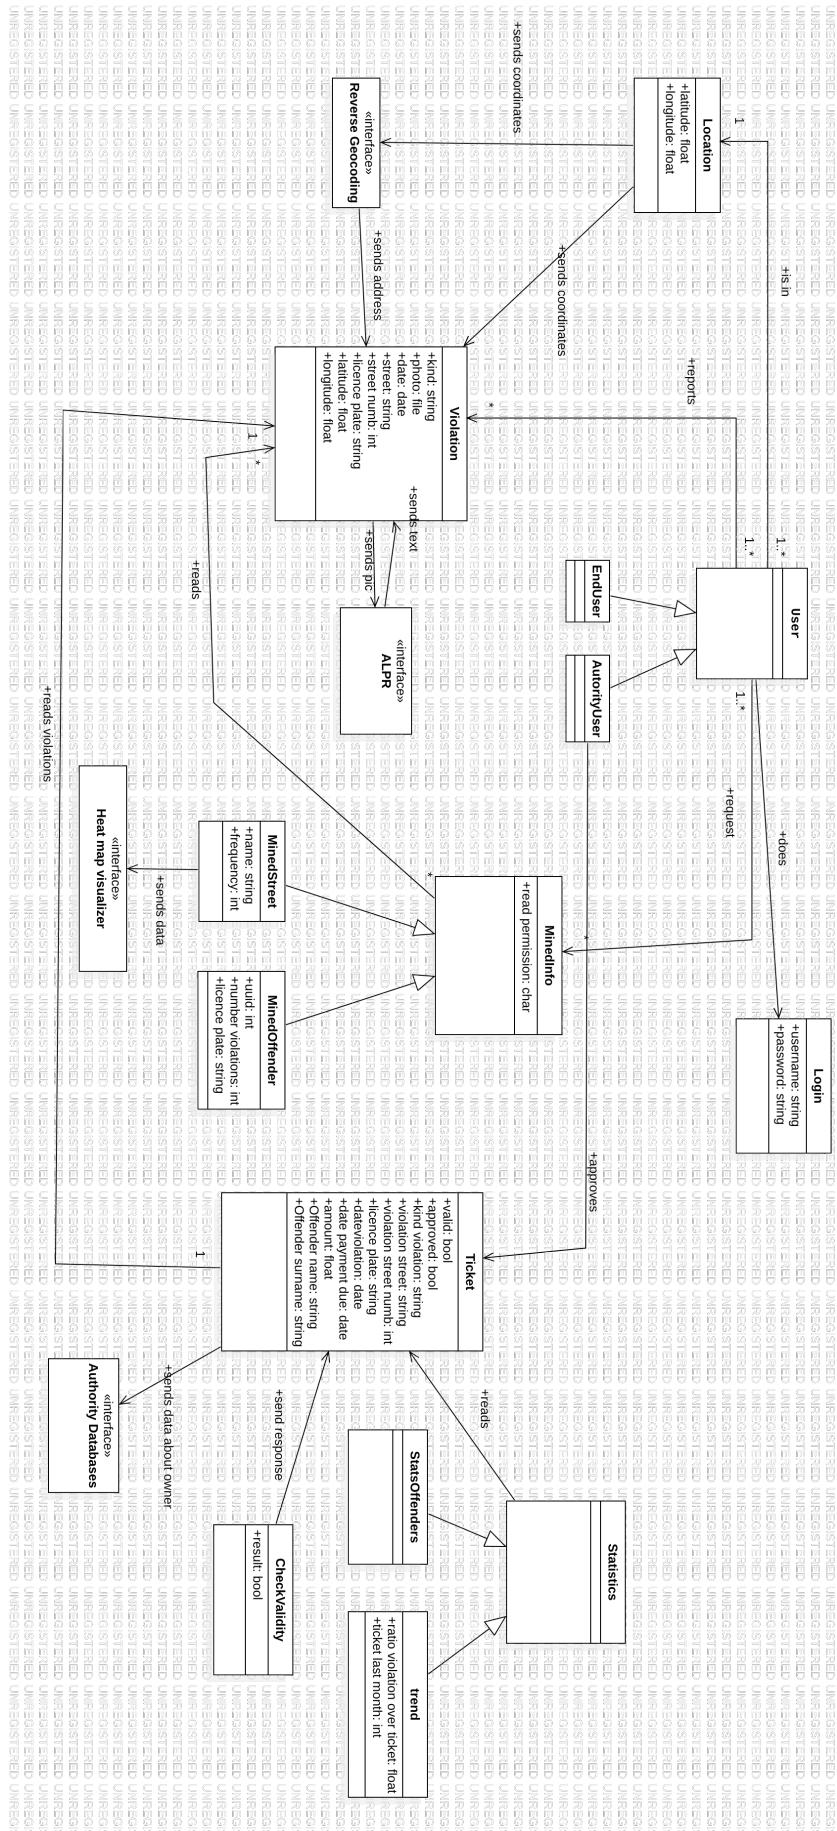 +is in
1
1..*
User
+does
Login
+username: string
+password: string
Location
+latitude: float
+longitude: float
+reports
1..*
1..*
+request
*
EndUser
AutorityUser
*
+approves
+sends coordinates
+sends coordinates
«interface»
Reverse Geocoding
+sends address
Violation
+kind: string
+photo: file
+date: date
+street: string
+street numb: int
+licence plate: string
+latitude: float
+longitude: float
+sends text
+sends pic
«interface»
ALPR
1
*
+reads
*
MinedInfo
+read permission: char
MinedStreet
+name: string
+frequency: int
MinedOffender
+uuid: int
+number violations: int
+licence plate: string
+sends data
«interface»
Heat map visualizer
+reads violations
1
Ticket
+valid: bool
+approved: bool
+kind violation: string
+violation street: string
+violation street numb: int
+licence plate: string
+dateviolation: date
+date payment due: date
+amount: float
+Offender name: string
+Offender surname: string
+reads
Statistics
StatsOffenders
trend
+ratio violation over ticket: float
+ticket last month: int
+send response
CheckValidity
+result: bool
+sends data about owner
«interface»
Authority Databases
UNREGISTERED